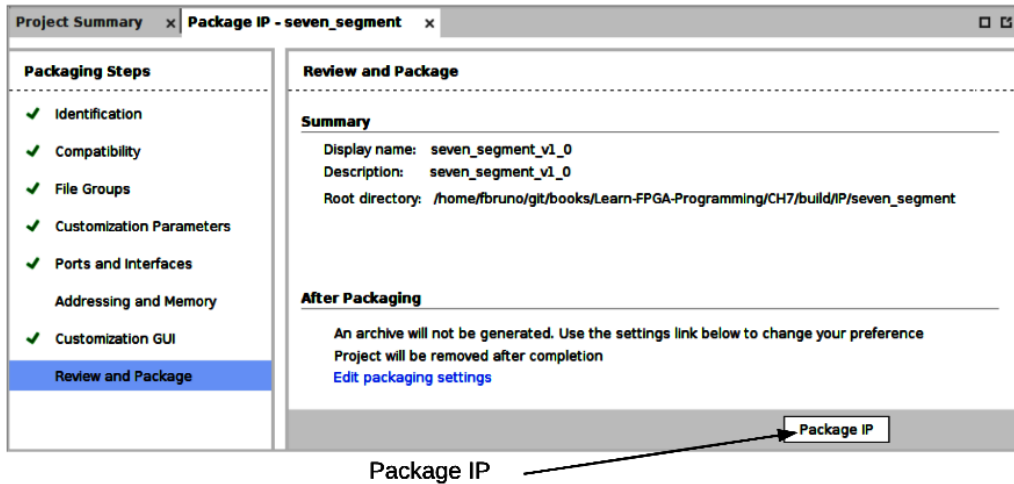 Project Summary x Package IP - seven_segment x
Packaging Steps
Identification
Compatibility
File Groups
Customization Parameters
Ports and Interfaces
Addressing and Memory
Customization GUI
Review and Package
Review and Package
Summary
Display name: seven_segment_v1_0
Description: seven_segment_v1_0
Root directory: /home/fbruno/git/books/Learn-FPGA-Programming/CH7/build/IP/seven_segment
After Packaging
An archive will not be generated. Use the settings link below to change your preference
Project will be removed after completion
Edit packaging settings
Package IP
Package IP